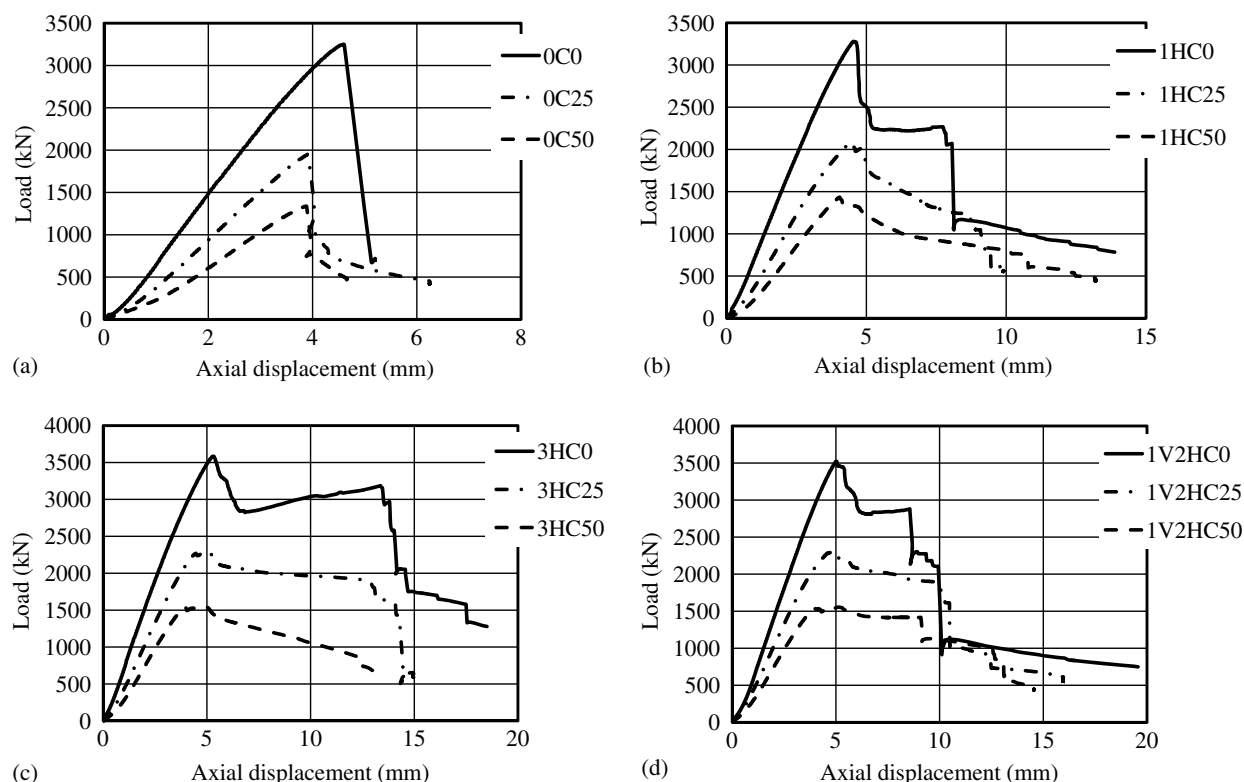 3500
3000
2500
2000
1500
1000
500
0
Load (kN)
0 2 4 6 8
Axial displacement (mm)
(a)
0C0
0C25
0C50
3500
3000
2500
2000
1500
1000
500
0
Load (kN)
0 5 10 15
Axial displacement (mm)
(b)
1HC0
1HC25
1HC50
4000
3500
3000
2500
2000
1500
1000
500
0
Load (kN)
0 5 10 15 20
Axial displacement (mm)
(c)
3HC0
3HC25
3HC50
4000
3500
3000
2500
2000
1500
1000
500
0
Load (kN)
0 5 10 15 20
Axial displacement (mm)
(d)
1V2HC0
1V2HC25
1V2HC50